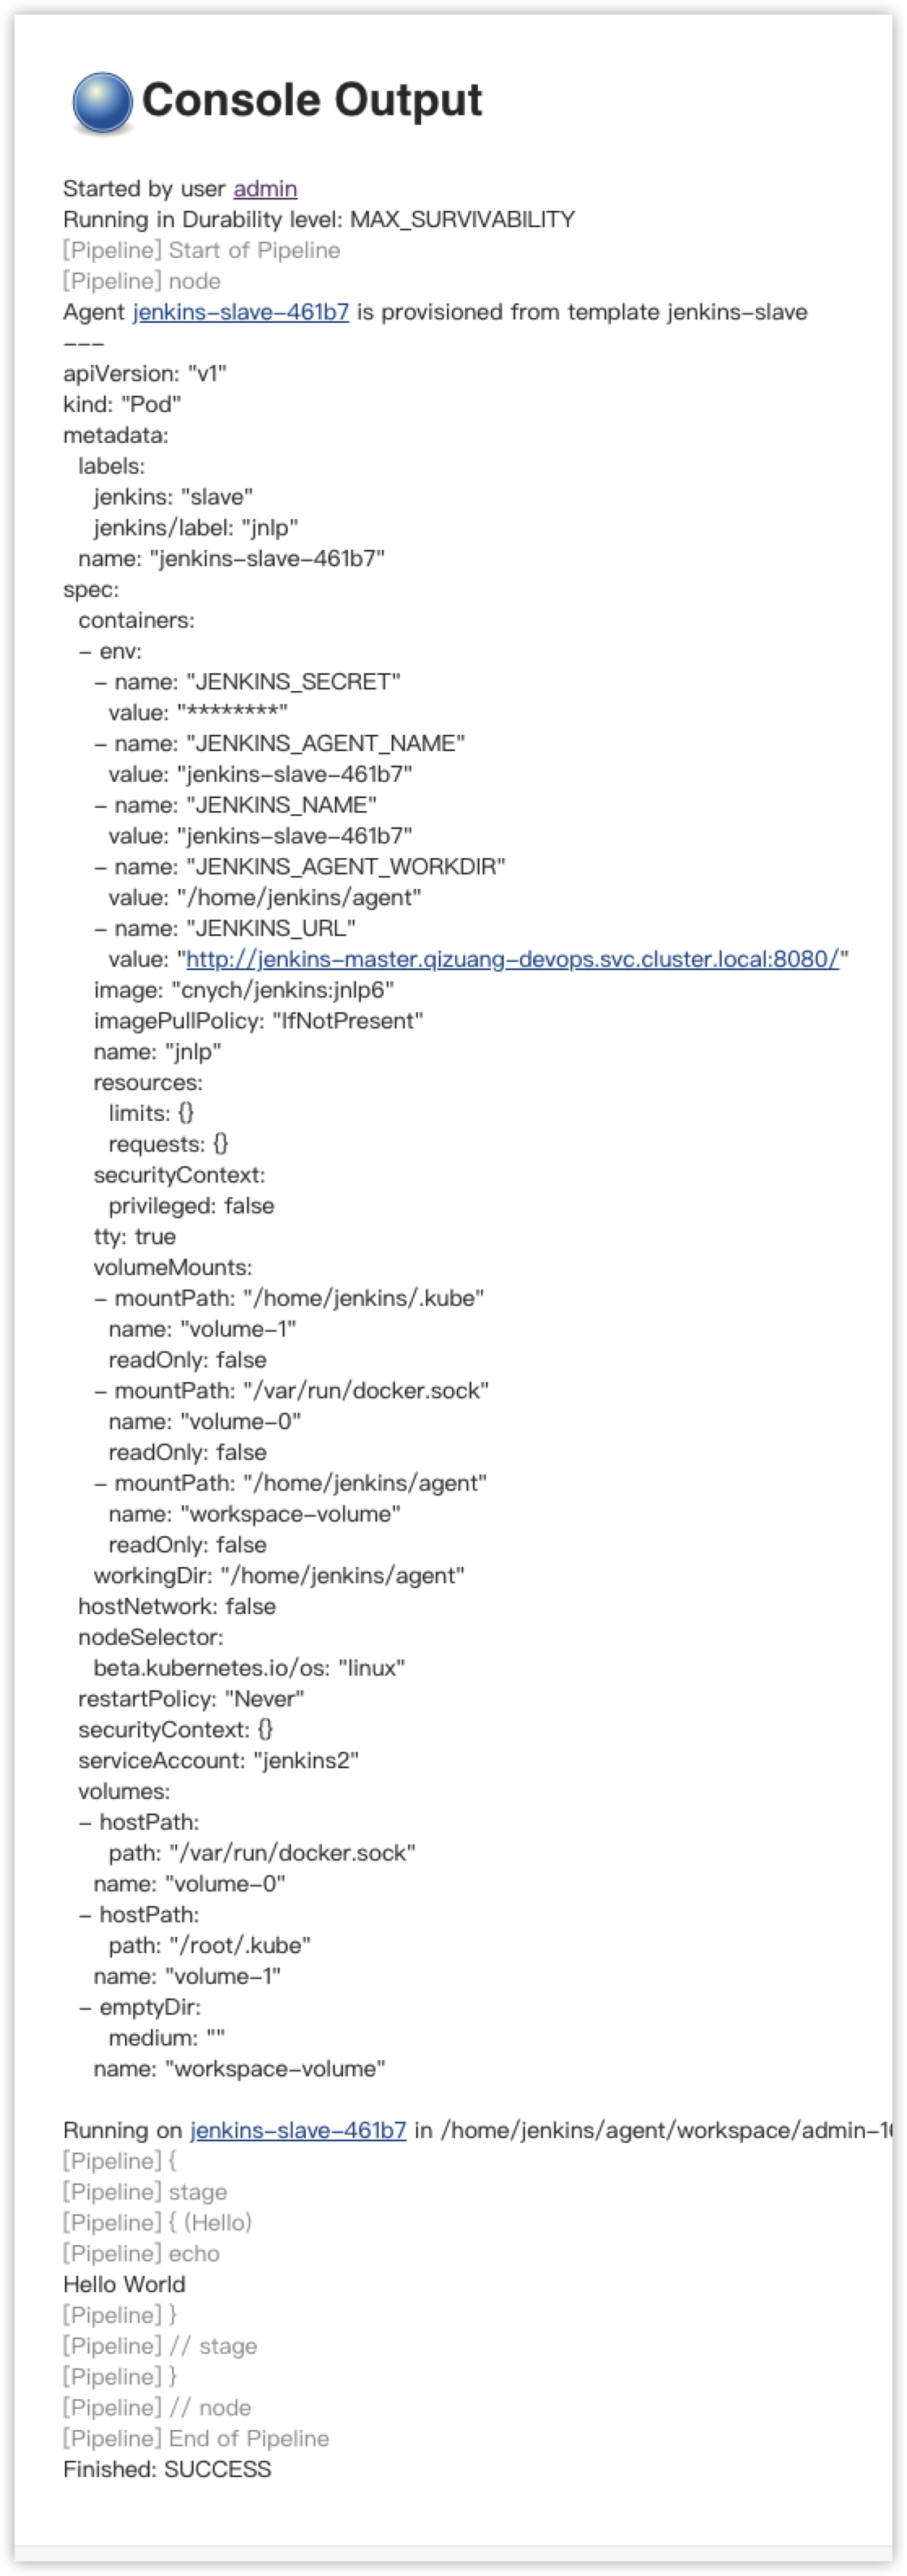 Console Output
Started by user admin
Running in Durability level: MAX_SURVIVABILITY
[Pipeline] Start of Pipeline
[Pipeline] node
Agent jenkins-slave-461b7 is provisioned from template jenkins-slave
---
apiVersion: "v1"
kind: "Pod"
metadata:
  labels:
    jenkins: "slave"
    jenkins/label: "jnlp"
  name: "jenkins-slave-461b7"
spec:
  containers:
  - env:
    - name: "JENKINS_SECRET"
      value: "********"
    - name: "JENKINS_AGENT_NAME"
      value: "jenkins-slave-461b7"
    - name: "JENKINS_NAME"
      value: "jenkins-slave-461b7"
    - name: "JENKINS_AGENT_WORKDIR"
      value: "/home/jenkins/agent"
    - name: "JENKINS_URL"
      value: "http://jenkins-master.qizuang-devops.svc.cluster.local:8080/"
    image: "cnych/jenkins:jnlp6"
    imagePullPolicy: "IfNotPresent"
    name: "jnlp"
    resources:
      limits: {}
      requests: {}
    securityContext:
      privileged: false
    tty: true
    volumeMounts:
    - mountPath: "/home/jenkins/.kube"
      name: "volume-1"
      readOnly: false
    - mountPath: "/var/run/docker.sock"
      name: "volume-0"
      readOnly: false
    - mountPath: "/home/jenkins/agent"
      name: "workspace-volume"
      readOnly: false
    workingDir: "/home/jenkins/agent"
  hostNetwork: false
  nodeSelector:
    beta.kubernetes.io/os: "linux"
  restartPolicy: "Never"
  securityContext: {}
  serviceAccount: "jenkins2"
  volumes:
  - hostPath:
      path: "/var/run/docker.sock"
    name: "volume-0"
  - hostPath:
      path: "/root/.kube"
    name: "volume-1"
  - emptyDir:
      medium: ""
    name: "workspace-volume"
Running on jenkins-slave-461b7 in /home/jenkins/agent/workspace/admin-1
[Pipeline] {
[Pipeline] stage
[Pipeline] { (Hello)
[Pipeline] echo
Hello World
[Pipeline] }
[Pipeline] // stage
[Pipeline] }
[Pipeline] // node
[Pipeline] End of Pipeline
Finished: SUCCESS